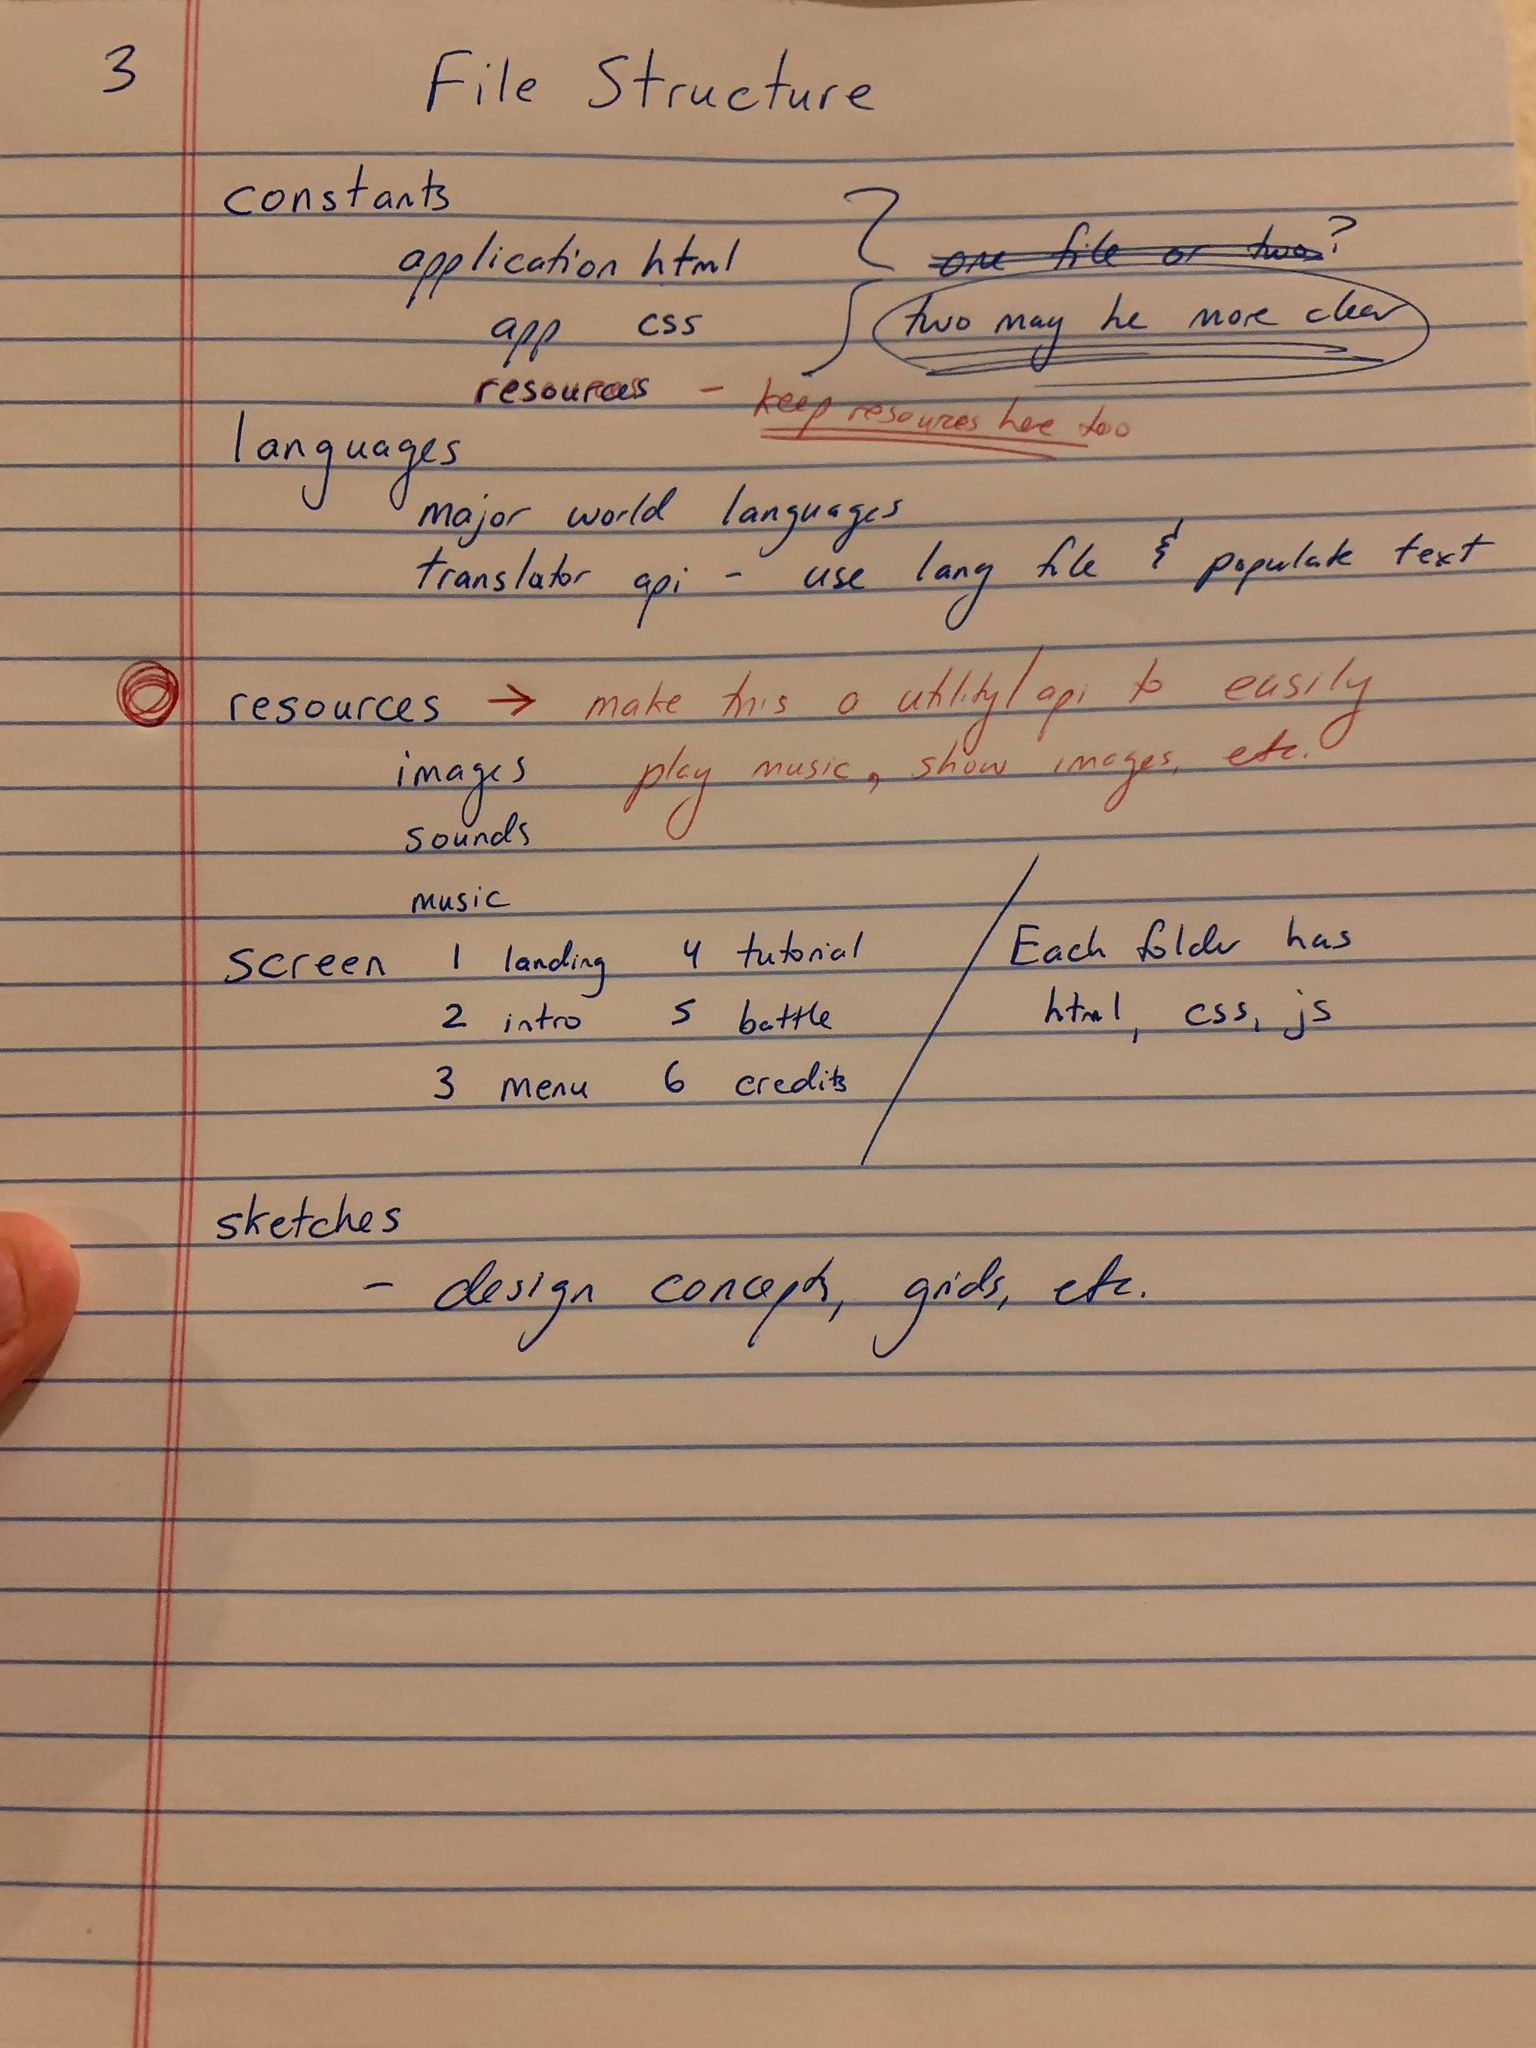 3 File Structure
constants
application html ~~one file or two~~?
app css two may be more clear
resources - keep resources here too
languages
major world languages
translator api - use lang file & populate text
resources → make this a utility/api to easily
images play music, show images, etc.
sounds
music
screen 1 landing 4 tutorial / Each folder has
2 intro 5 battle html, css, js
3 menu 6 credits
sketches
- design concepts, grids, etc.